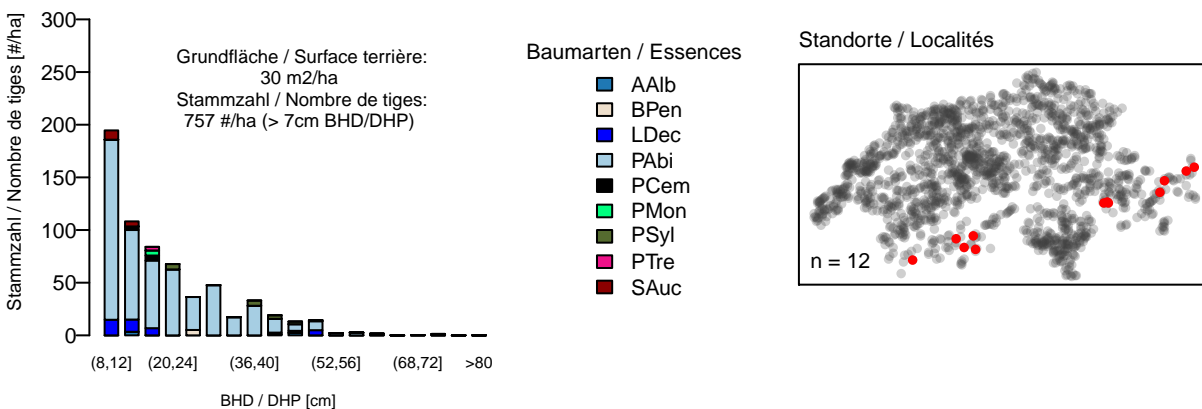 Stammzahl / Nombre de tiges [#/ha]
300
250
200
150
100
50
0
Grundfläche / Surface terrière:
30 m2/ha
Stammzahl / Nombre de tiges:
757 #/ha (> 7cm BHD/DHP)
(8,12]
(20,24]
(36,40]
(52,56]
(68,72]
>80
BHD / DHP [cm]
Baumarten / Essences
AAlb
BPen
LDec
PAbi
PCem
PMon
PSyl
PTre
SAuc
Standorte / Localités
n = 12